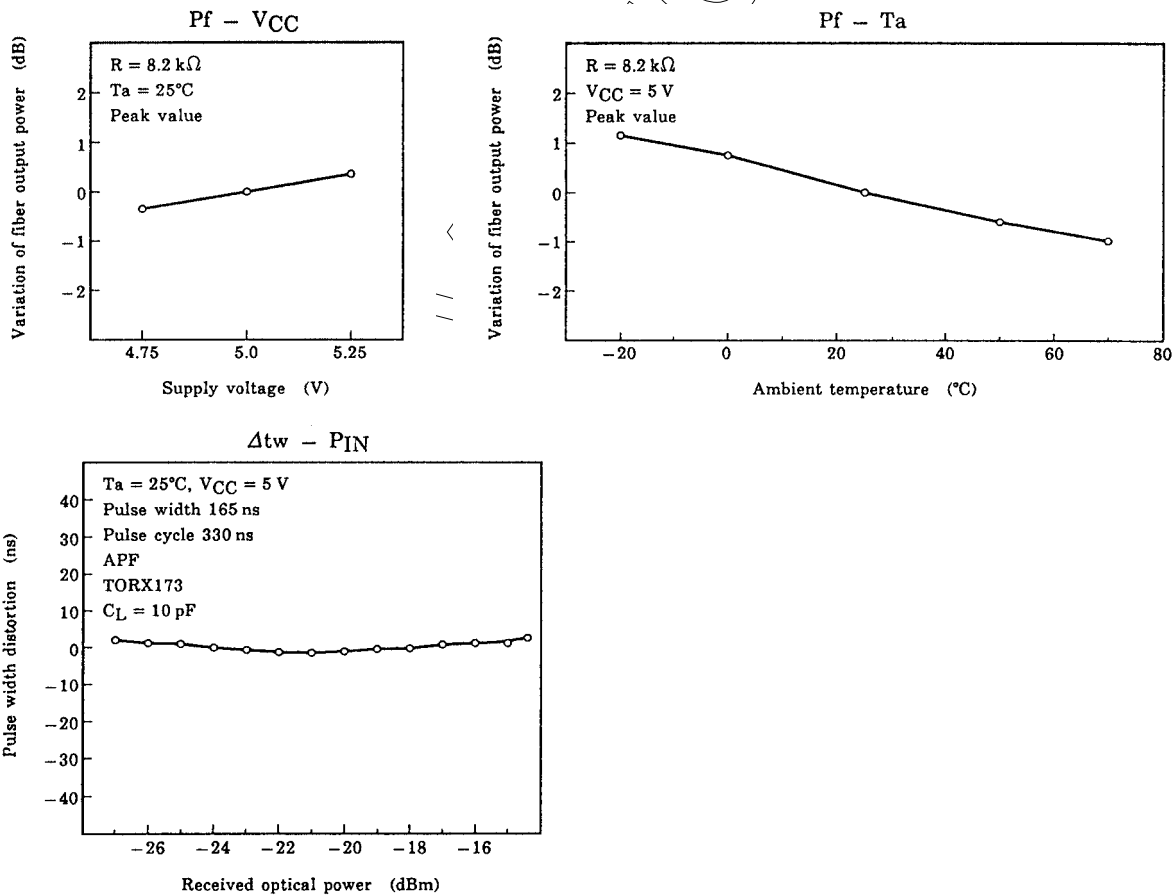 Pf – VCC
Variation of fiber output power (dB)
R = 8.2 kΩ
Ta = 25°C
Peak value
2
1
0
−1
−2
4.75 5.0 5.25
Supply voltage (V)
Pf – Ta
Variation of fiber output power (dB)
R = 8.2 kΩ
VCC = 5 V
Peak value
2
1
0
−1
−2
−20 0 20 40 60 80
Ambient temperature (°C)
Δtw – PIN
Pulse width distortion (ns)
Ta = 25°C, VCC = 5 V
Pulse width 165 ns
Pulse cycle 330 ns
APF
TORX173
CL = 10 pF
40
30
20
10
0
−10
−20
−30
−40
−26 −24 −22 −20 −18 −16
Received optical power (dBm)